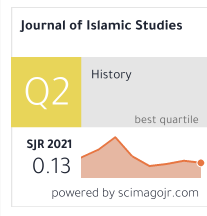 Journal of Islamic Studies
Q2
History
best quartile
SJR 2021
0.13
powered by scimagojr.com